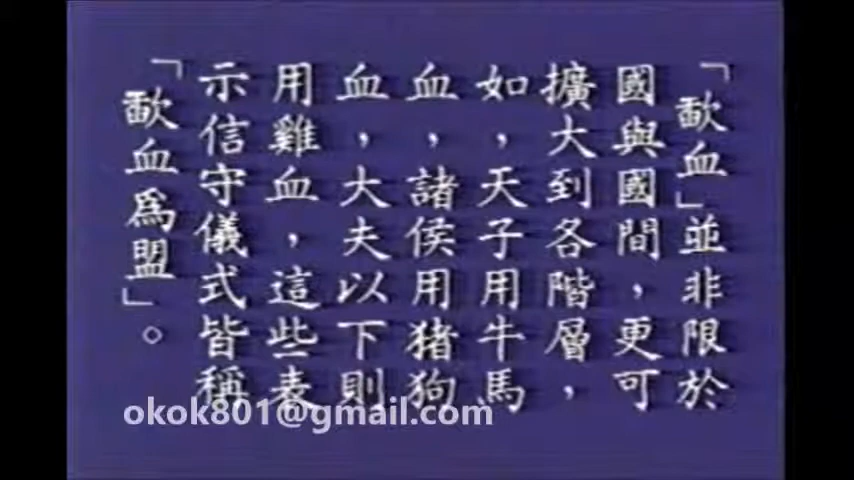 「歃血」並非限於
國與國間，更可
擴大到各階層，
如，天子用牛馬
血，諸侯用猪狗
血，大夫以下則
用雞血，這些表
示信守儀式皆稱
「歃血為盟」。
okok801@gmail.com